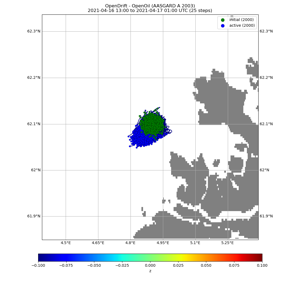 OpenDrift - OpenOil (AASGARD A 2003)
2021-04-16 13:00 to 2021-04-17 01:00 UTC (25 steps)
initial (2000)
active (2000)
62.3°N 62.3°N
62.2°N 62.2°N
62.1°N 62.1°N
62°N 62°N
61.9°N 61.9°N
4.5°E 4.65°E 4.8°E 4.95°E 5.1°E 5.25°E
-0.100 -0.075 -0.050 -0.025 0.000 0.025 0.050 0.075 0.100
z